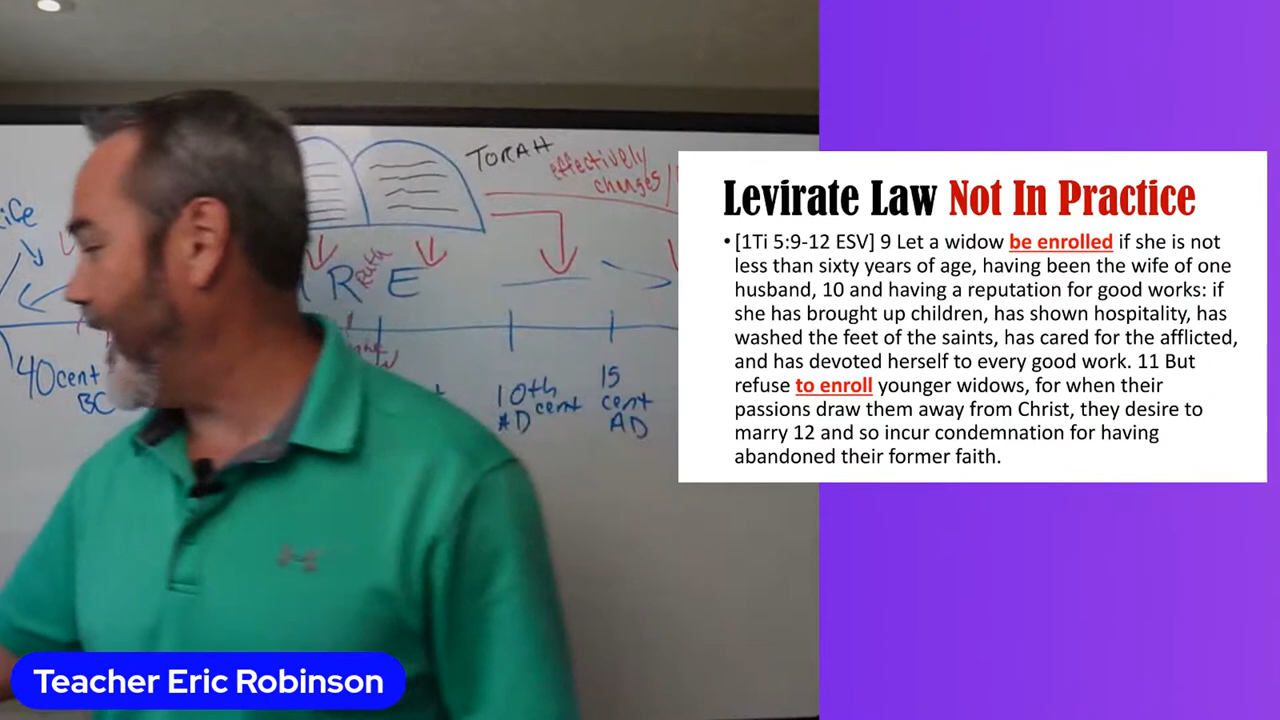 TORAH
effectively
changes/
R
Ruth
E
40cent
BC
10th
cent
AD
15
cent
AD
Levirate Law Not In Practice
• [1Ti 5:9-12 ESV] 9 Let a widow be enrolled if she is not
less than sixty years of age, having been the wife of one
husband, 10 and having a reputation for good works: if
she has brought up children, has shown hospitality, has
washed the feet of the saints, has cared for the afflicted,
and has devoted herself to every good work. 11 But
refuse to enroll younger widows, for when their
passions draw them away from Christ, they desire to
marry 12 and so incur condemnation for having
abandoned their former faith.
Teacher Eric Robinson